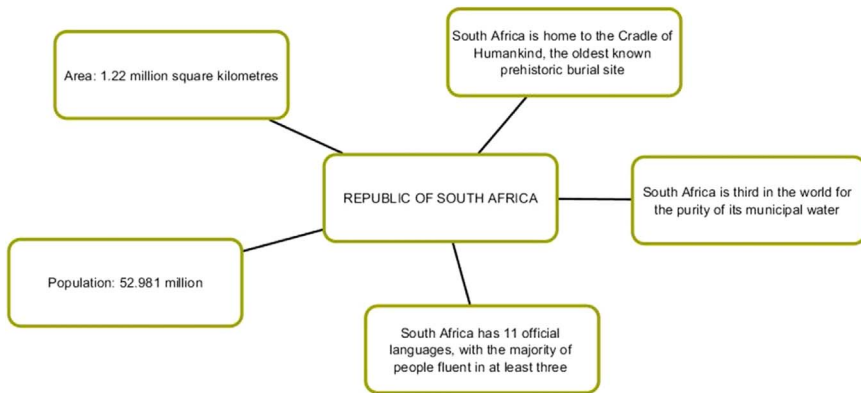 Area: 1.22 million square kilometres
South Africa is home to the Cradle of
Humankind, the oldest known
prehistoric burial site
REPUBLIC OF SOUTH AFRICA
South Africa is third in the world for
the purity of its municipal water
Population: 52.981 million
South Africa has 11 official
languages, with the majority of
people fluent in at least three